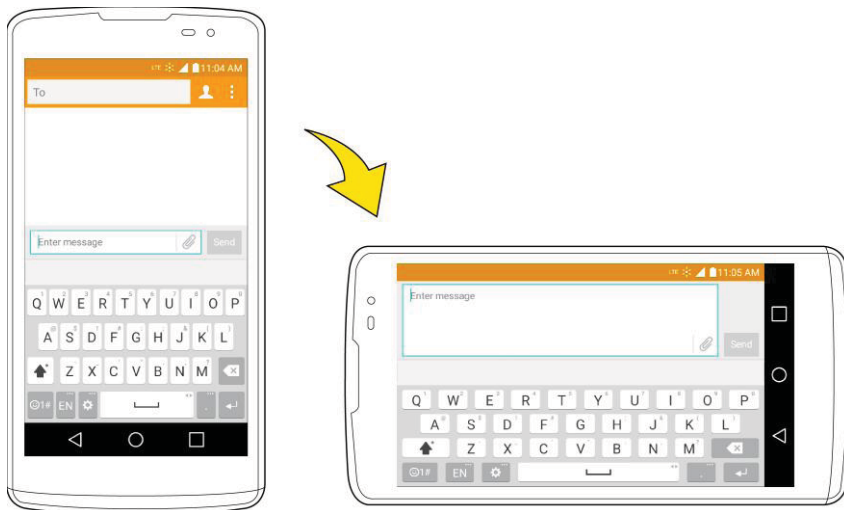 LTE 11:04 AM
To
Enter message Send
Q W E R T Y U I O P
A S D F G H J K L
Z X C V B N M
1# EN .
LTE 11:05 AM
Enter message
Send
Q W E R T Y U I O P
A S D F G H J K L
Z X C V B N M
1# EN .